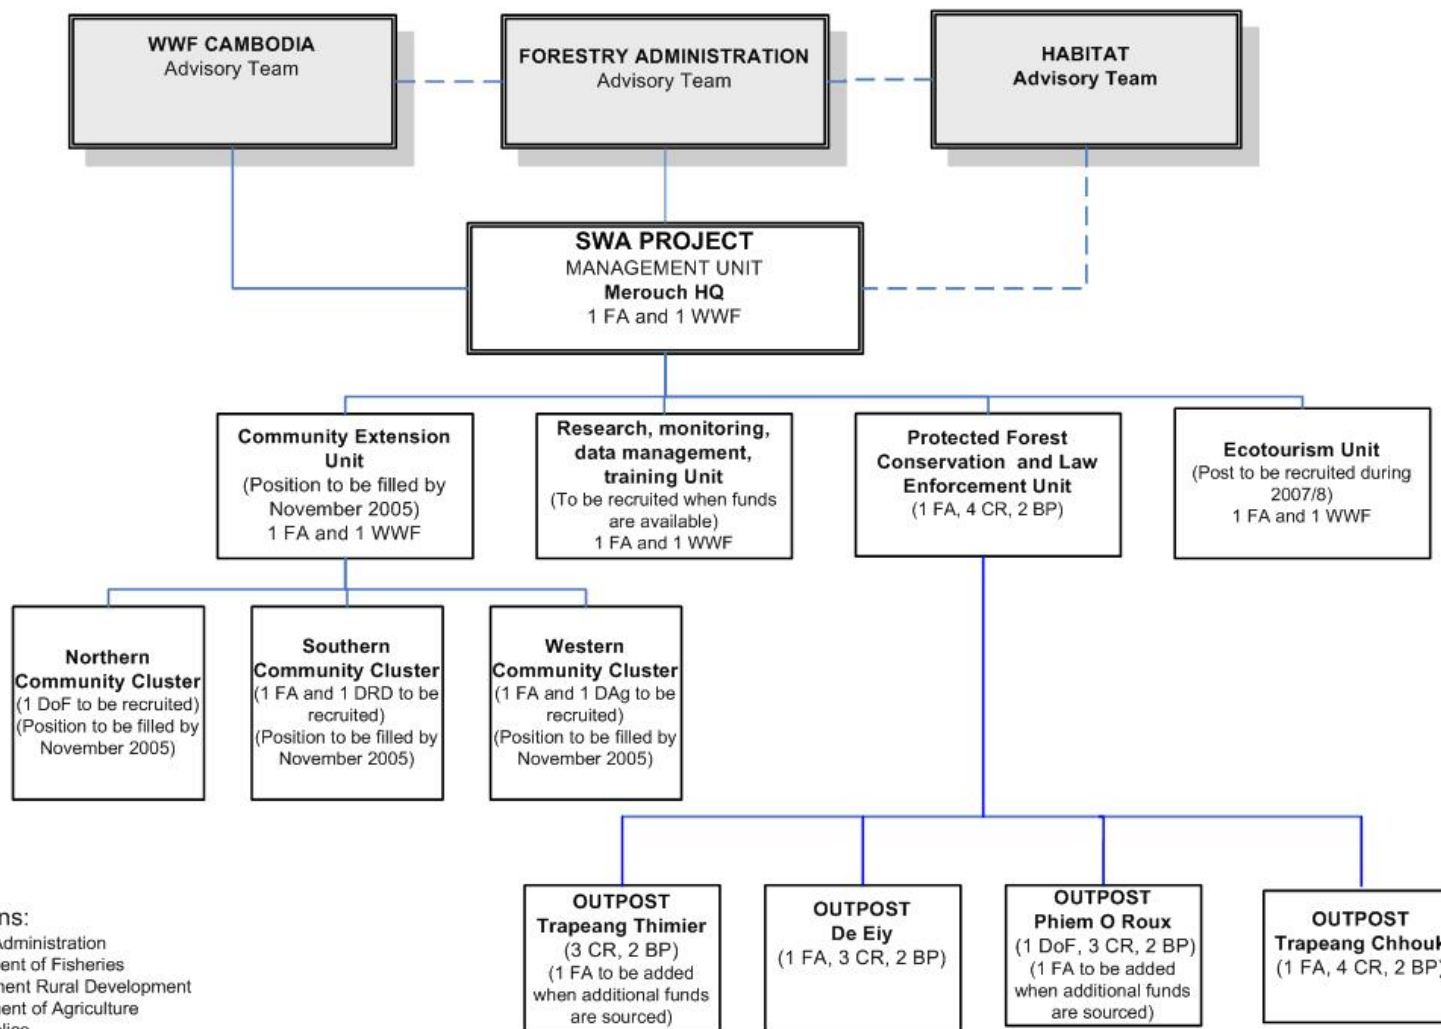 WWF CAMBODIA
Advisory Team
FORESTRY ADMINISTRATION
Advisory Team
HABITAT
Advisory Team
SWA PROJECT
MANAGEMENT UNIT
Merouch HQ
1 FA and 1 WWF
Community Extension
Unit
(Position to be filled by
November 2005)
1 FA and 1 WWF
Research, monitoring,
data management,
training Unit
(To be recruited when funds
are available)
1 FA and 1 WWF
Protected Forest
Conservation and Law
Enforcement Unit
(1 FA, 4 CR, 2 BP)
Ecotourism Unit
(Post to be recruited during
2007/8)
1 FA and 1 WWF
Northern
Community Cluster
(1 DoF to be recruited)
(Position to be filled by
November 2005)
Southern
Community Cluster
(1 FA and 1 DRD to be
recruited)
(Position to be filled by
November 2005)
Western
Community Cluster
(1 FA and 1 DAg to be
recruited)
(Position to be filled by
November 2005)
OUTPOST
Trapeang Thimier
(3 CR, 2 BP)
(1 FA to be added
when additional funds
are sourced)
OUTPOST
De Eiy
(1 FA, 3 CR, 2 BP)
OUTPOST
Phiem O Roux
(1 DoF, 3 CR, 2 BP)
(1 FA to be added
when additional funds
are sourced)
OUTPOST
Trapeang Chhouk
(1 FA, 4 CR, 2 BP)
ns:
Administration
ent of Fisheries
ment Rural Development
ent of Agriculture